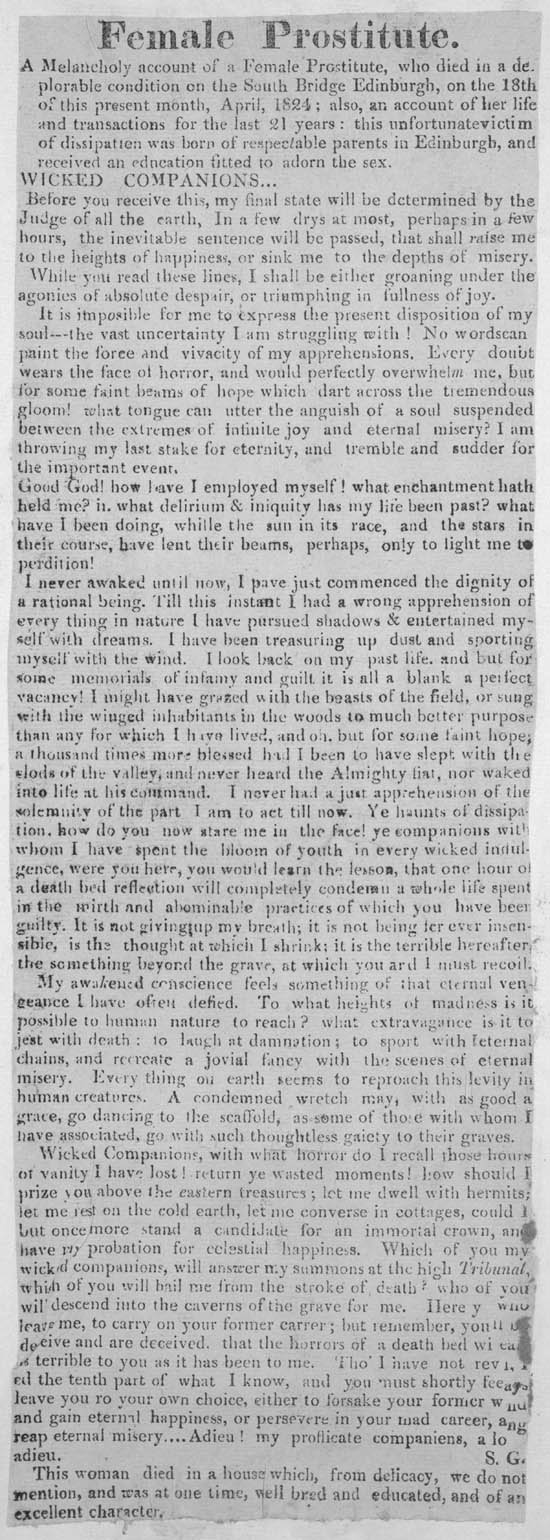 Female Prostitute.
A Melancholy account of a Female Prostitute, who died in a de.
plorable condition on the South Bridge Edinburgh, on the 18th
of this present month, April, 1824; also, an account of her life
and transactions for the last 21 years: this unfortunatevictim
of dissipatien was born of respectable parents in Edinburgh, and
received an education fitted to adorn the sex.
WICKED COMPANIONS...
Before you receive this, my final state will be determined by the
Judge of all the earth, In a few drys at most, perhaps in a few
hours, the inevitable sentence will be passed, that shall raise me
to the heights of happiness, or sink me to the depths of misery.
While you read these lines, I shall be either groaning under the
agonies of absolute despair, or triumphing in fullness of joy.
It is imposible for me to express the present disposition of my
soul---the vast uncertainty I am struggling with! No wordscan
paint the force and vivacity of my apprehensions. Every doubt
wears the face of horror, and would perfectly overwhelm me, but
for some faint beams of hope which dart across the tremendous
gloom! what tongue can utter the anguish of a soul suspended
between the extremes of infinite joy and eternal misery? I am
throwing my last stake for eternity, and tremble and sudder for
the important event.
Good God! how have I employed myself! what enchantment hath
held me? in what delirium & iniquity has my life been past? what
have I been doing, whille the sun in its race, and the stars in
their course, have lent their beams, perhaps, only to light me to
perdition!
I never awaked until now, I pave just commenced the dignity of
a rational being. Till this instant I had a wrong apprehension of
every thing in nature I have pursued shadows & entertained my-
self with dreams. I have been treasuring up dust and sporting
myself with the wind. I look back on my past life. and but for
some memorials of infamy and guilt it is all a blank a perfect
vacancy! I might have grazed with the beasts of the field, or sung
with the winged inhabitants in the woods to much better purpose
than any for which I have lived, and oh. but for some faint hope,
a thousand times more blessed had I been to have slept with the
clods of the valley, and never heard the Almighty fiat, nor waked
into life at his command. I never had a just apprehension of the
solemnity of the part I am to act till now. Ye haunts of dissipa-
tion. how do you now stare me in the face! ye companions with
whom I have spent the bloom of youth in every wicked indul-
gence, were you here, you would learn the lesson, that one hour of
a death bed reflection will completely condemn a whole life spent
in the mirth and abominable practices of which you have been
guilty. It is not giving up my breath; it is not being for ever insen-
sible, is the thought at which I shrink; it is the terrible hereafter,
the something beyond the grave, at which you and I must recoil.
My awakened conscience feels something of that eternal ven-
geance I have often defied. To what heights of madness is it
possible to human nature to reach? what extravagance is it to
jest with death: to laugh at damnation; to sport with eternal
chains, and recreate a jovial fancy with the scenes of eternal
misery. Every thing on earth seems to reproach this levity in
human creatures. A condemned wretch may, with as good a
grace, go dancing to the scaffold, as some of those with whom I
have associated, go with such thoughtless gaiety to their graves.
Wicked Companions, with what horror do I recall those hours
of vanity I have lost! return ye wasted moments! how should I
prize you above the eastern treasures; let me dwell with hermits;
let me rest on the cold earth, let me converse in cottages, could I
but oncemore stand a candidate for an immortal crown, and
have my probation for celestial happiness. Which of you my
wicked companions, will answer my summons at the high Tribunal,
which of you will bail me from the stroke of death? who of you
will descend into the caverns of the grave for me. Here y who
leave me, to carry on your former carrer; but remember, you
deceive and are deceived. that the horrors of a death bed wi
as terrible to you as it has been to me. Tho' I have not
ed the tenth part of what I know, and you must shortly
leave you ro your own choice, either to forsake your former
and gain eternal happiness, or persevere in your mad career, and
reap eternal misery....Adieu! my profficate companiens, a lo
adieu. S. G.
This woman died in a house which, from delicacy, we do not
mention, and was at one time, well bred and educated, and of an
excellent character.